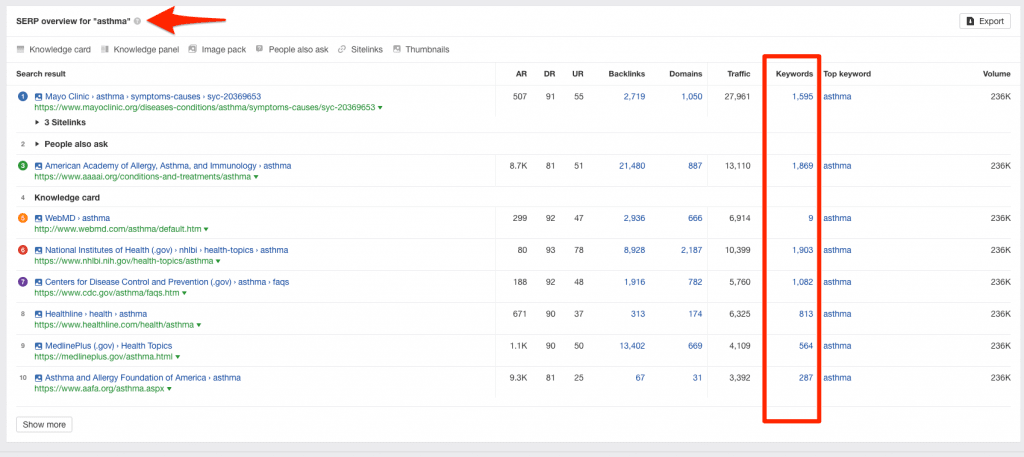 SERP overview for "asthma" ?
Export
Knowledge card Knowledge panel Image pack People also ask Sitelinks Thumbnails
Search result AR DR UR Backlinks Domains Traffic Keywords Top keyword Volume
1 Mayo Clinic › asthma › symptoms-causes › syc-20369653 507 91 55 2,719 1,050 27,961 1,595 asthma 236K
https://www.mayoclinic.org/diseases-conditions/asthma/symptoms-causes/syc-20369653
3 Sitelinks
2 People also ask
3 American Academy of Allergy, Asthma, and Immunology › asthma 8.7K 81 51 21,480 887 13,110 1,869 asthma 236K
https://www.aaaai.org/conditions-and-treatments/asthma
4 Knowledge card
5 WebMD › asthma 299 92 47 2,936 666 6,914 9 asthma 236K
http://www.webmd.com/asthma/default.htm
6 National Institutes of Health (.gov) › nhlbi › health-topics › asthma 80 93 78 8,928 2,187 10,399 1,903 asthma 236K
https://www.nhlbi.nih.gov/health-topics/asthma
7 Centers for Disease Control and Prevention (.gov) › asthma › faqs 188 92 48 1,916 782 5,760 1,082 asthma 236K
https://www.cdc.gov/asthma/faqs.htm
8 Healthline › health › asthma 671 90 37 313 174 6,325 813 asthma 236K
https://www.healthline.com/health/asthma
9 MedlinePlus (.gov) › Health Topics 1.1K 90 50 13,402 669 4,109 564 asthma 236K
https://medlineplus.gov/asthma.html
10 Asthma and Allergy Foundation of America › asthma 9.3K 81 25 67 31 3,392 287 asthma 236K
https://www.aafa.org/asthma.aspx
Show more